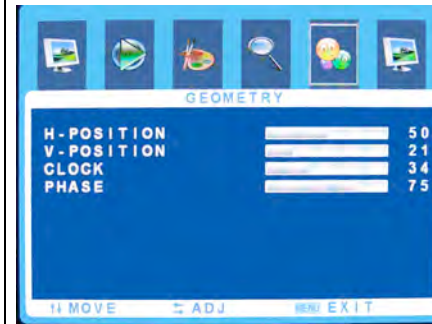 GEOMETRY
H-POSITION 50
V-POSITION 21
CLOCK 34
PHASE 75
MOVE ADJ MENU EXIT